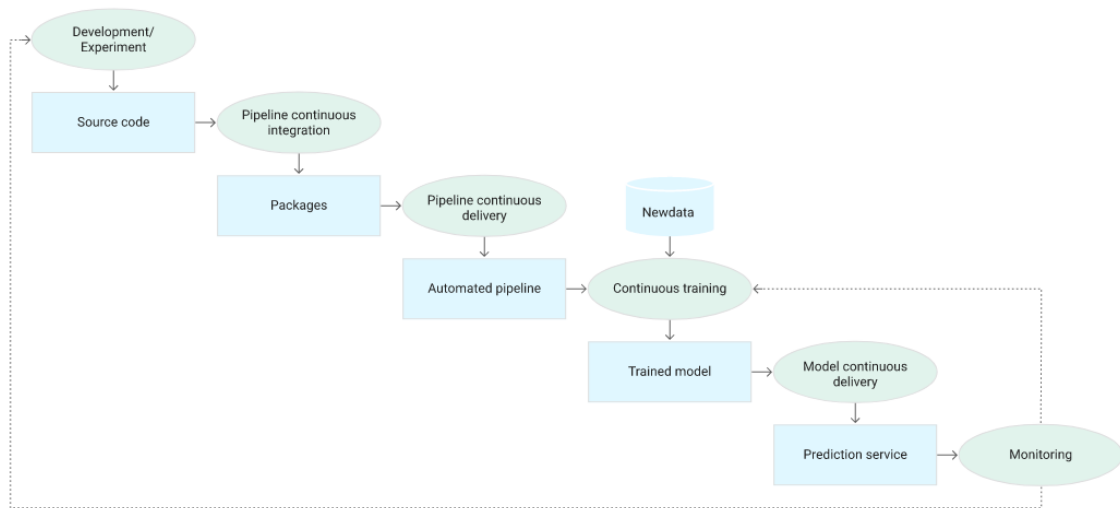 Development/
Experiment
Source code
Pipeline continuous
integration
Packages
Pipeline continuous
delivery
Newdata
Automated pipeline
Continuous training
Trained model
Model continuous
delivery
Prediction service
Monitoring